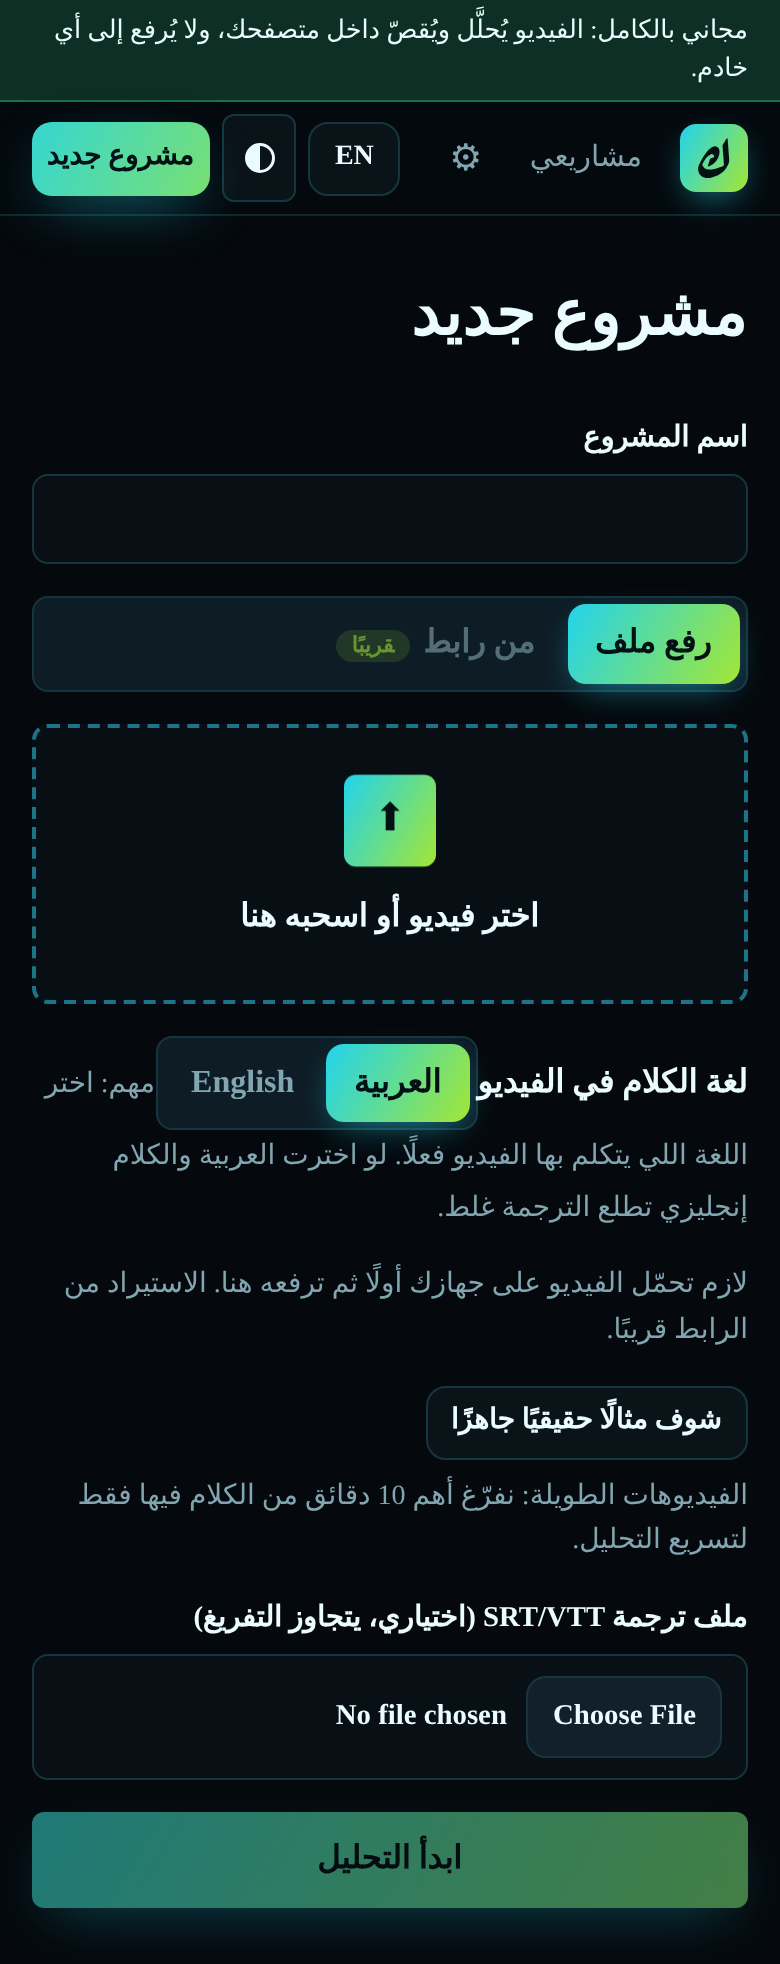 مجاني بالكامل: الفيديو يُحلَّل ويُقصّ داخل متصفحك، ولا يُرفع إلى أي
خادم.
ك
مشاريعي
EN
مشروع جديد
مشروع جديد
اسم المشروع
رفع ملف
من رابط قريبًا
اختر فيديو أو اسحبه هنا
لغة الكلام في الفيديو العربية English مهم: اختر
اللغة اللي يتكلم بها الفيديو فعلًا. لو اخترت العربية والكلام
إنجليزي تطلع الترجمة غلط.
لازم تحمّل الفيديو على جهازك أولًا ثم ترفعه هنا. الاستيراد من
الرابط قريبًا.
شوف مثالًا حقيقيًا جاهزًا
الفيديوهات الطويلة: نفرّغ أهم 10 دقائق من الكلام فيها فقط
لتسريع التحليل.
ملف ترجمة SRT/VTT (اختياري، يتجاوز التفريغ)
Choose File No file chosen
ابدأ التحليل